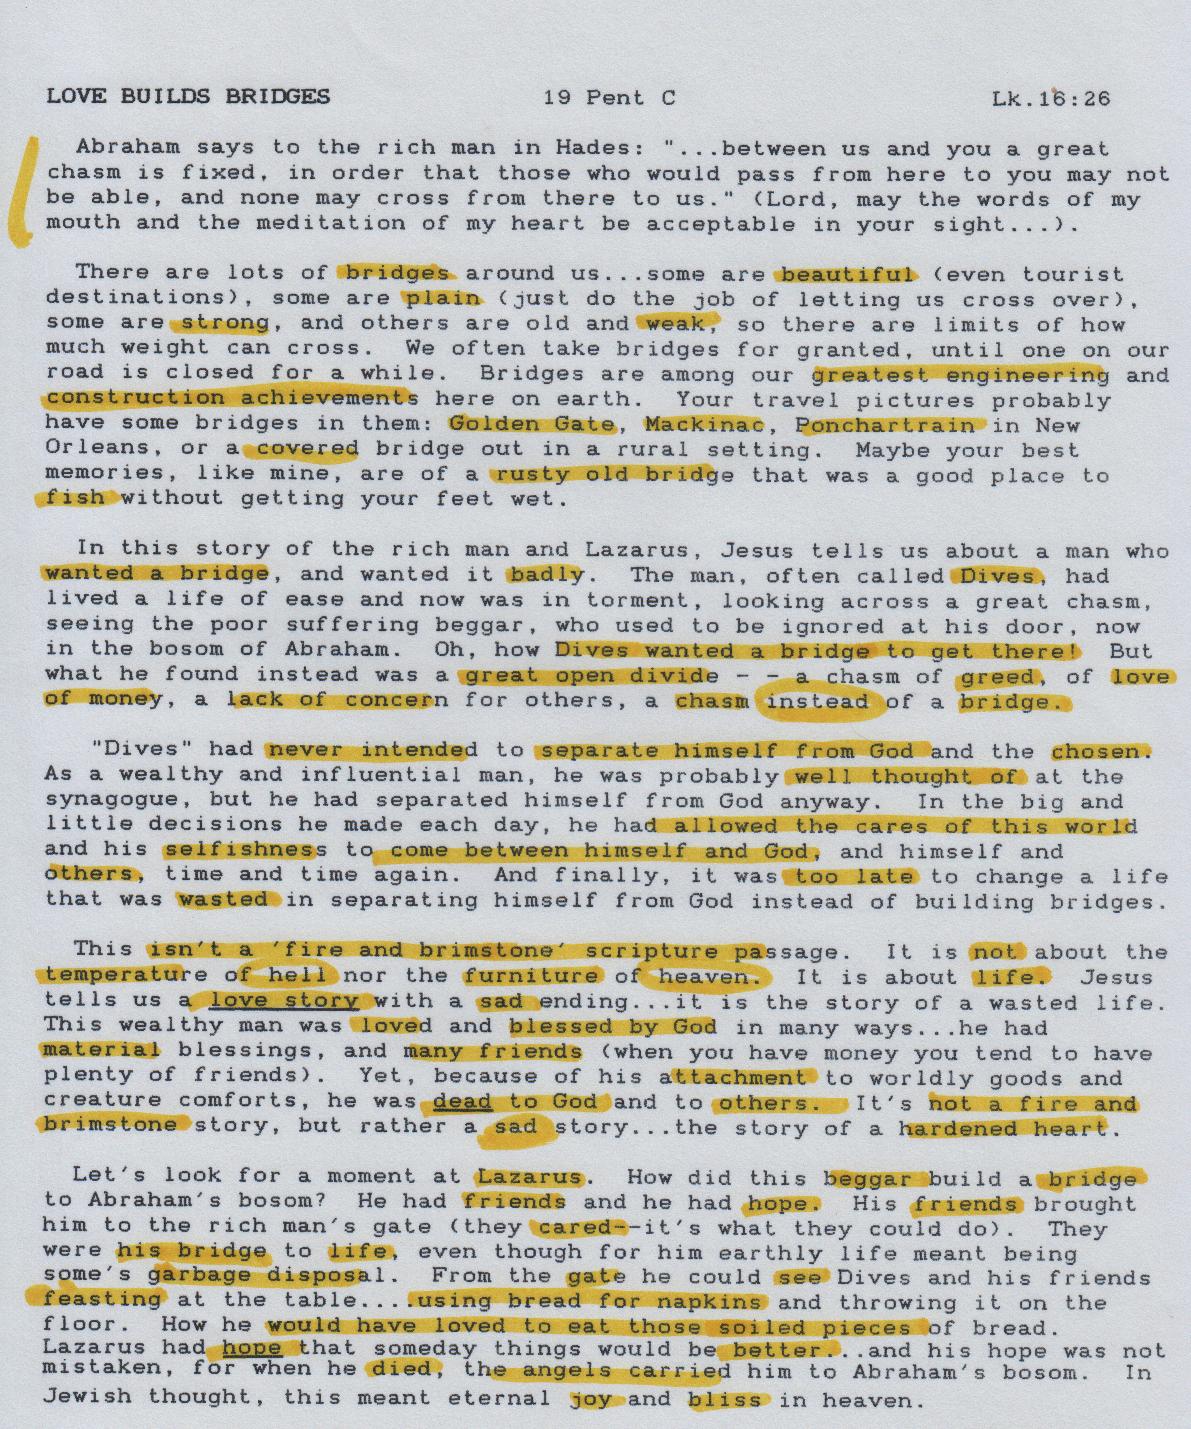 LOVE BUILDS BRIDGES 19 Pent C Lk.16:26
Abraham says to the rich man in Hades: "...between us and you a great
chasm is fixed, in order that those who would pass from here to you may not
be able, and none may cross from there to us." (Lord, may the words of my
mouth and the meditation of my heart be acceptable in your sight...).
There are lots of bridges around us...some are beautiful (even tourist
destinations), some are plain (just do the job of letting us cross over),
some are strong, and others are old and weak, so there are limits of how
much weight can cross. We often take bridges for granted, until one on our
road is closed for a while. Bridges are among our greatest engineering and
construction achievements here on earth. Your travel pictures probably
have some bridges in them: Golden Gate, Mackinac, Ponchartrain in New
Orleans, or a covered bridge out in a rural setting. Maybe your best
memories, like mine, are of a rusty old bridge that was a good place to
fish without getting your feet wet.
In this story of the rich man and Lazarus, Jesus tells us about a man who
wanted a bridge, and wanted it badly. The man, often called Dives, had
lived a life of ease and now was in torment, looking across a great chasm,
seeing the poor suffering beggar, who used to be ignored at his door, now
in the bosom of Abraham. Oh, how Dives wanted a bridge to get there! But
what he found instead was a great open divide - - a chasm of greed, of love
of money, a lack of concern for others, a chasm instead of a bridge.
"Dives" had never intended to separate himself from God and the chosen.
As a wealthy and influential man, he was probably well thought of at the
synagogue, but he had separated himself from God anyway. In the big and
little decisions he made each day, he had allowed the cares of this world
and his selfishness to come between himself and God, and himself and
others, time and time again. And finally, it was too late to change a life
that was wasted in separating himself from God instead of building bridges.
This isn't a 'fire and brimstone' scripture passage. It is not about the
temperature of hell nor the furniture of heaven. It is about life. Jesus
tells us a love story with a sad ending...it is the story of a wasted life.
This wealthy man was loved and blessed by God in many ways...he had
material blessings, and many friends (when you have money you tend to have
plenty of friends). Yet, because of his attachment to worldly goods and
creature comforts, he was dead to God and to others. It's not a fire and
brimstone story, but rather a sad story...the story of a hardened heart.
Let's look for a moment at Lazarus. How did this beggar build a bridge
to Abraham's bosom? He had friends and he had hope. His friends brought
him to the rich man's gate (they cared--it's what they could do). They
were his bridge to life, even though for him earthly life meant being
some's garbage disposal. From the gate he could see Dives and his friends
feasting at the table....using bread for napkins and throwing it on the
floor. How he would have loved to eat those soiled pieces of bread.
Lazarus had hope that someday things would be better...and his hope was not
mistaken, for when he died, the angels carried him to Abraham's bosom. In
Jewish thought, this meant eternal joy and bliss in heaven.